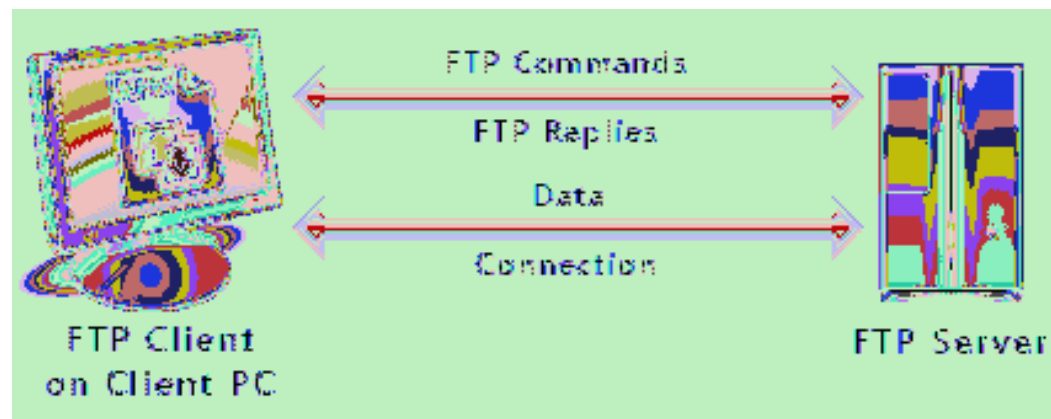 FTP Commands
FTP Replies
Data
Connection
FTP Client
on Client PC
FTP Server